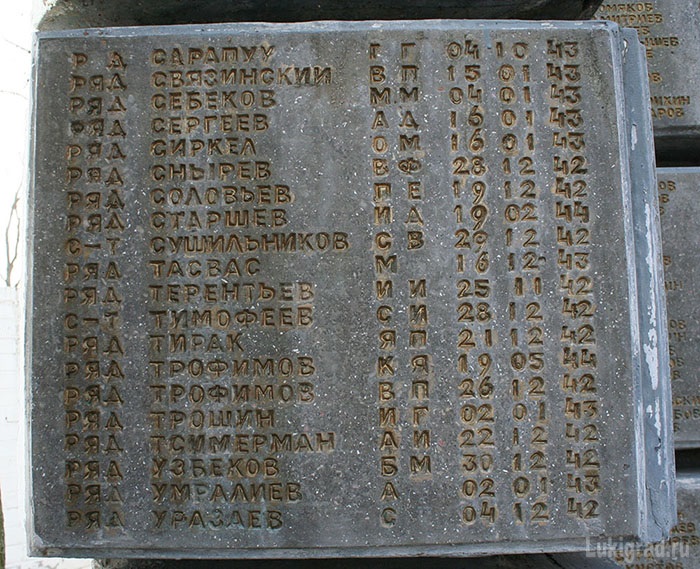 Р А САРАПУУ Г Г 04 10 43
РЯД СВЯЗИНСКИИ В П 15 01 43
РЯД СЕБЕКОВ М М 04 01 43
РЯД СЕРГЕЕВ А Д 16 01 43
РЯД СИРКЕЛ О М 16 01 43
РЯД СНЫРЕВ В Ф 28 12 42
РЯД СОЛОВЬЕВ П Е 19 12 42
РЯД СТАРШЕВ И А 19 02 44
С-Т СУШИЛЬНИКОВ С В 26 12 42
РЯД ТАСВАС М 16 12 43
РЯД ТЕРЕНТЬЕВ И И 25 11 42
С-Т ТИМОФЕЕВ С И 28 12 42
РЯД ТИРАК Я П 21 12 42
РЯД ТРОФИМОВ К Я 19 05 44
РЯД ТРОФИМОВ В П 26 12 42
РЯД ТРОШИН И Г 02 01 43
РЯД ТСИМЕРМАН А И 22 12 42
РЯД УЗБЕКОВ Б М 30 12 42
РЯД УМРАЛИЕВ А 02 01 43
РЯД УРАЗАЕВ С 04 12 42
Lukigrad.ru